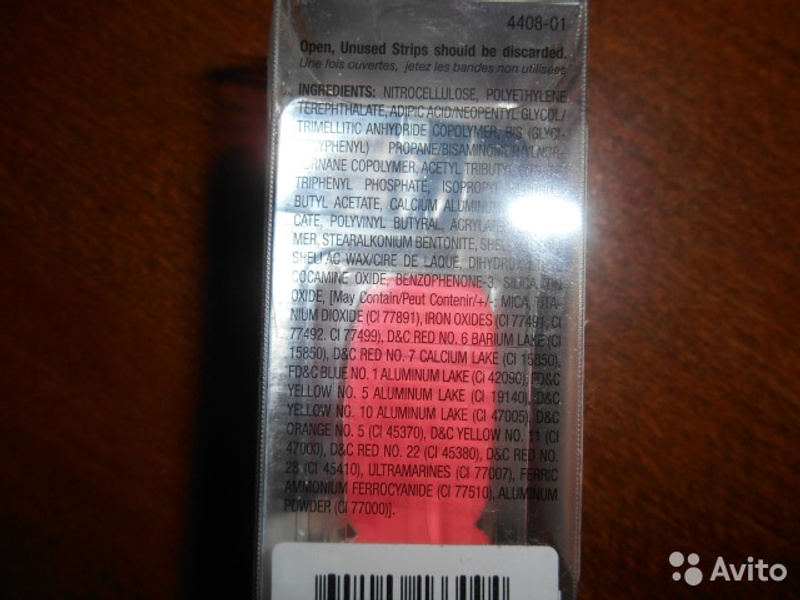 4408-01
Open, Unused Strips should be discarded.
Une fois ouvertes, jetez les bandes non utilisées
INGREDIENTS: NITROCELLULOSE, POLYETHYLENE
TEREPHTHALATE, ADIPIC ACID/NEOPENTYL GLYCOL/
TRIMELLITIC ANHYDRIDE COPOLYMER, BIS (GLYCI-
PROPANE/
COPOLYMER, ACETYL TRIBUTYL
TRIPHENYL PHOSPHATE, ISOPROPYL
BUTYL ACETATE, CALCIUM ALUMINUM
CATE, POLYVINYL BUTYRAL,
MER, STEARALKONIUM BENTONITE,
SHELLAC WAX/CIRE DE LAQUE,
COCAMINE OXIDE, BENZOPHENONE-3, SILICA, TIN
OXIDE, [May Contain/Peut Contenir/+/-: MICA, TITA-
NIUM DIOXIDE (CI 77891), IRON OXIDES (CI 77491, CI
77492. CI 77499), D&C RED NO. 6 BARIUM LAKE (CI
15850), D&C RED NO. 7 CALCIUM LAKE (CI 15850),
FD&C BLUE NO. 1 ALUMINUM LAKE (CI 42090), FD&C
YELLOW NO. 5 ALUMINUM LAKE (CI 19140), D&C
YELLOW NO. 10 ALUMINUM LAKE (CI 47005), D&C
ORANGE NO. 5 (CI 45370), D&C YELLOW NO. 11 (CI
47000), D&C RED NO. 22 (CI 45380), D&C RED NO.
28 (CI 45410), ULTRAMARINES (CI 77007), FERRIC
AMMONIUM FERROCYANIDE (CI 77510), ALUMINUM
POWDER (CI 77000)].
Avito